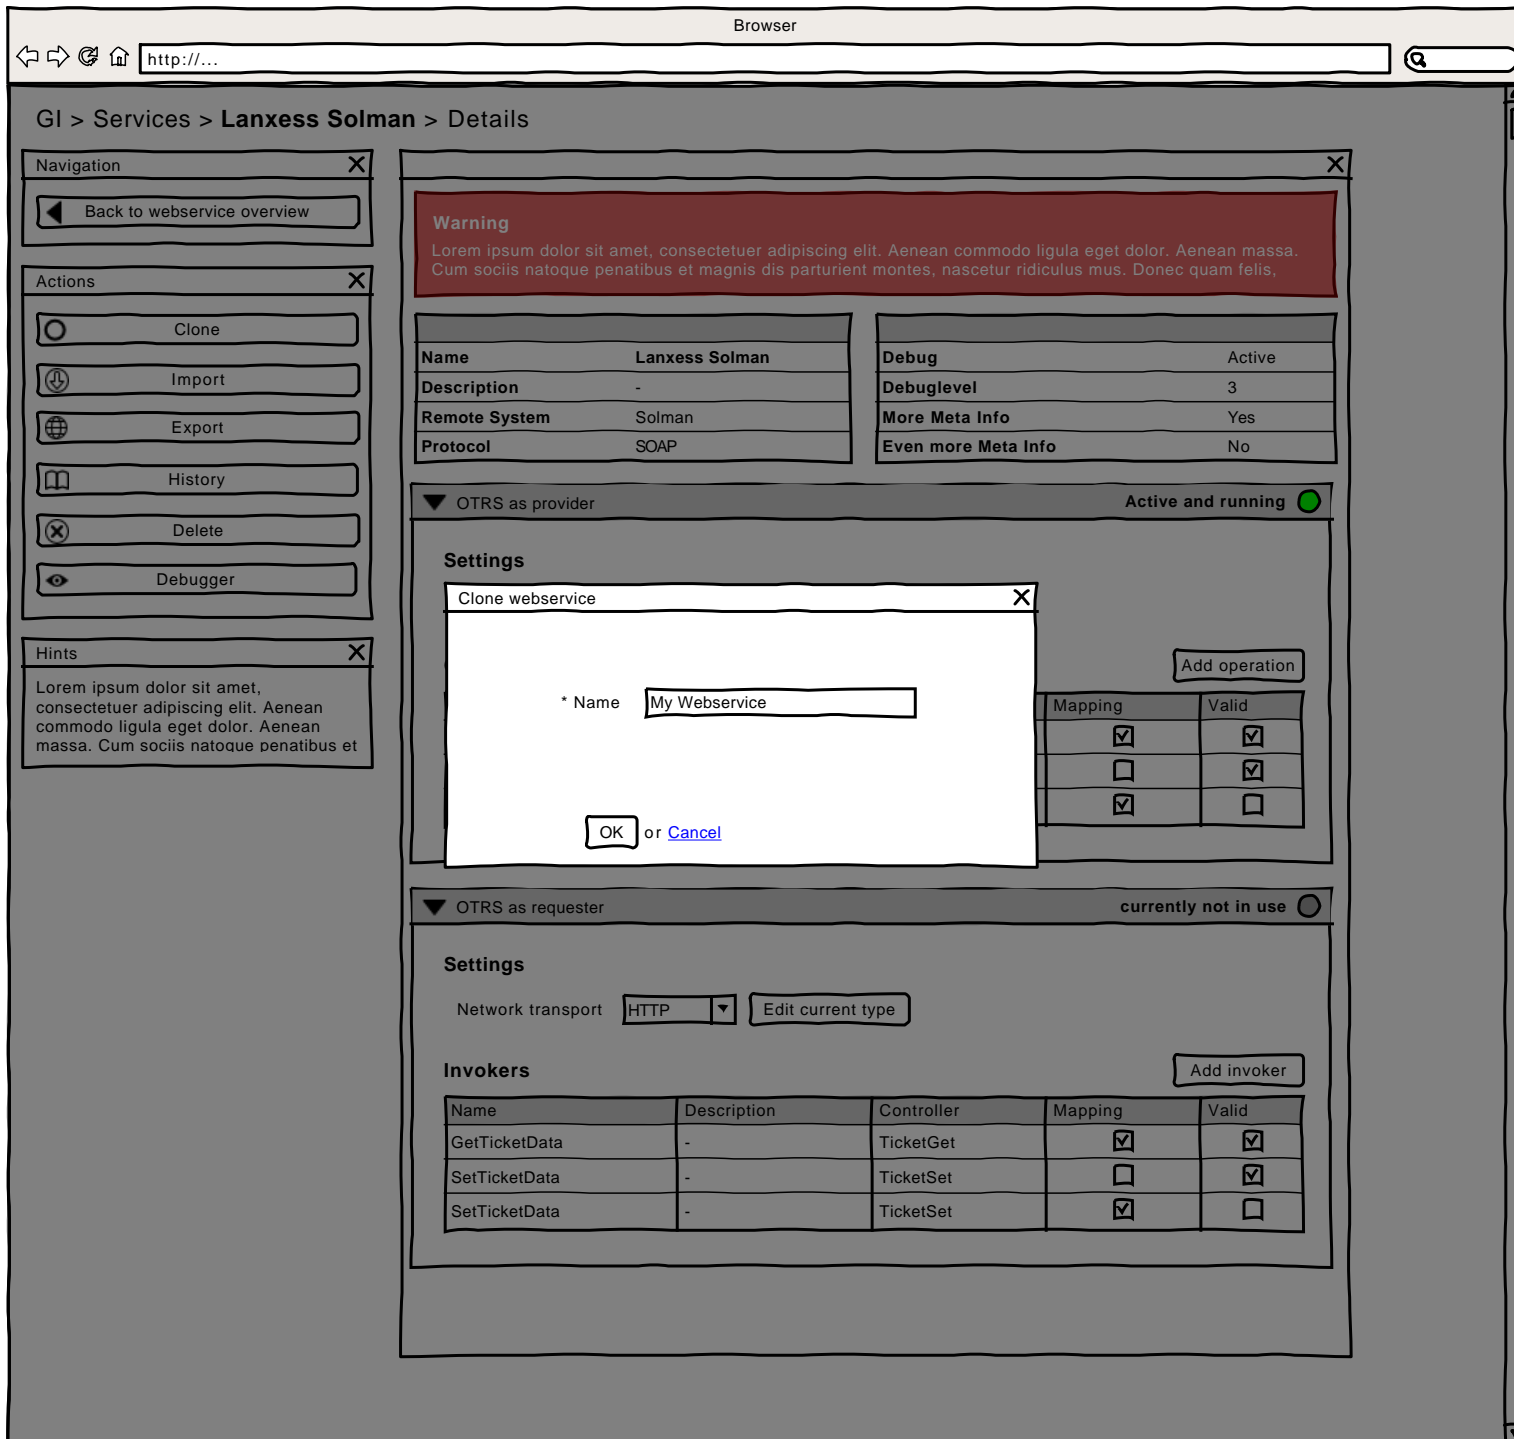 Browser
http://...
GI > Services > Lanxess Solman > Details
Navigation
Back to webservice overview
Actions
Clone
Import
Export
History
Delete
Debugger
Hints
Lorem ipsum dolor sit amet,
consectetuer adipiscing elit. Aenean
commodo ligula eget dolor. Aenean
massa. Cum sociis natoque penatibus et
Warning
Lorem ipsum dolor sit amet, consectetuer adipiscing elit. Aenean commodo ligula eget dolor. Aenean massa.
Cum sociis natoque penatibus et magnis dis parturient montes, nascetur ridiculus mus. Donec quam felis,
Name Lanxess Solman
Description -
Remote System Solman
Protocol SOAP
Debug Active
Debuglevel 3
More Meta Info Yes
Even more Meta Info No
OTRS as provider Active and running
Settings
Clone webservice
* Name My Webservice
OK or Cancel
Add operation
Mapping Valid
OTRS as requester currently not in use
Settings
Network transport HTTP Edit current type
Invokers Add invoker
Name Description Controller Mapping Valid
GetTicketData - TicketGet
SetTicketData - TicketSet
SetTicketData - TicketSet